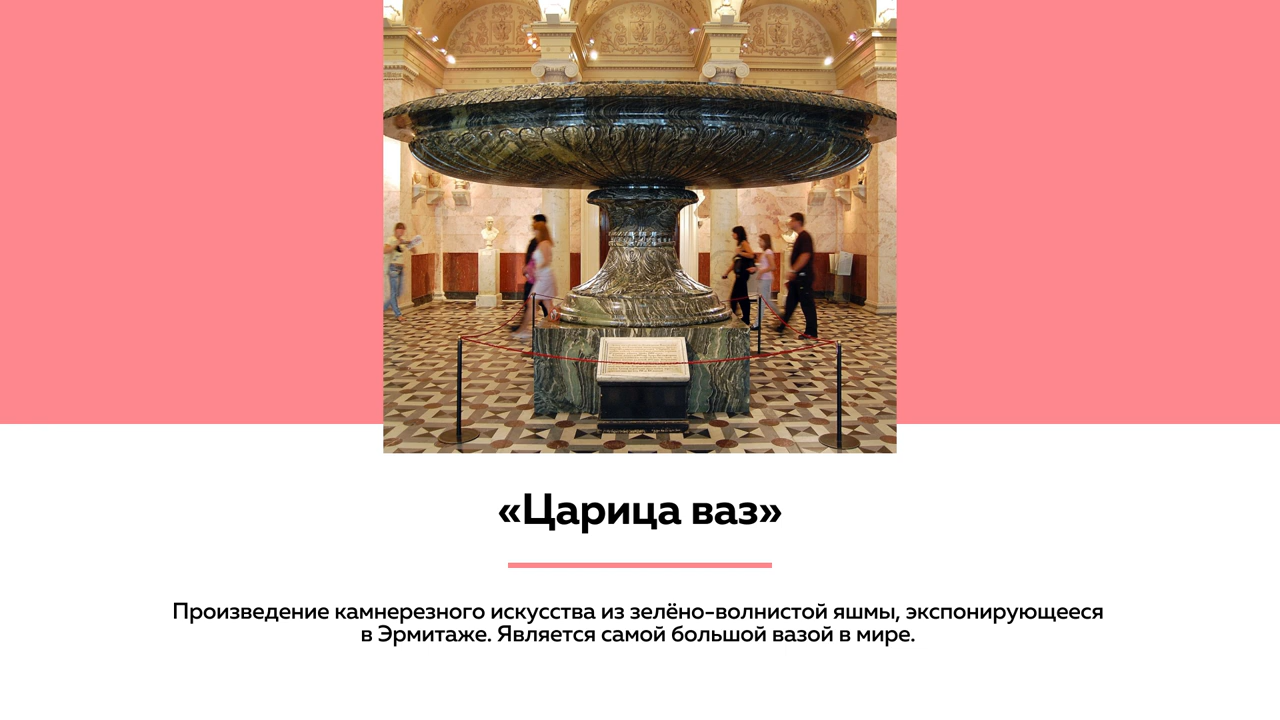 «Царица ваз»
Произведение камнерезного искусства из зелёно-волнистой яшмы, экспонирующееся
в Эрмитаже. Является самой большой вазой в мире.